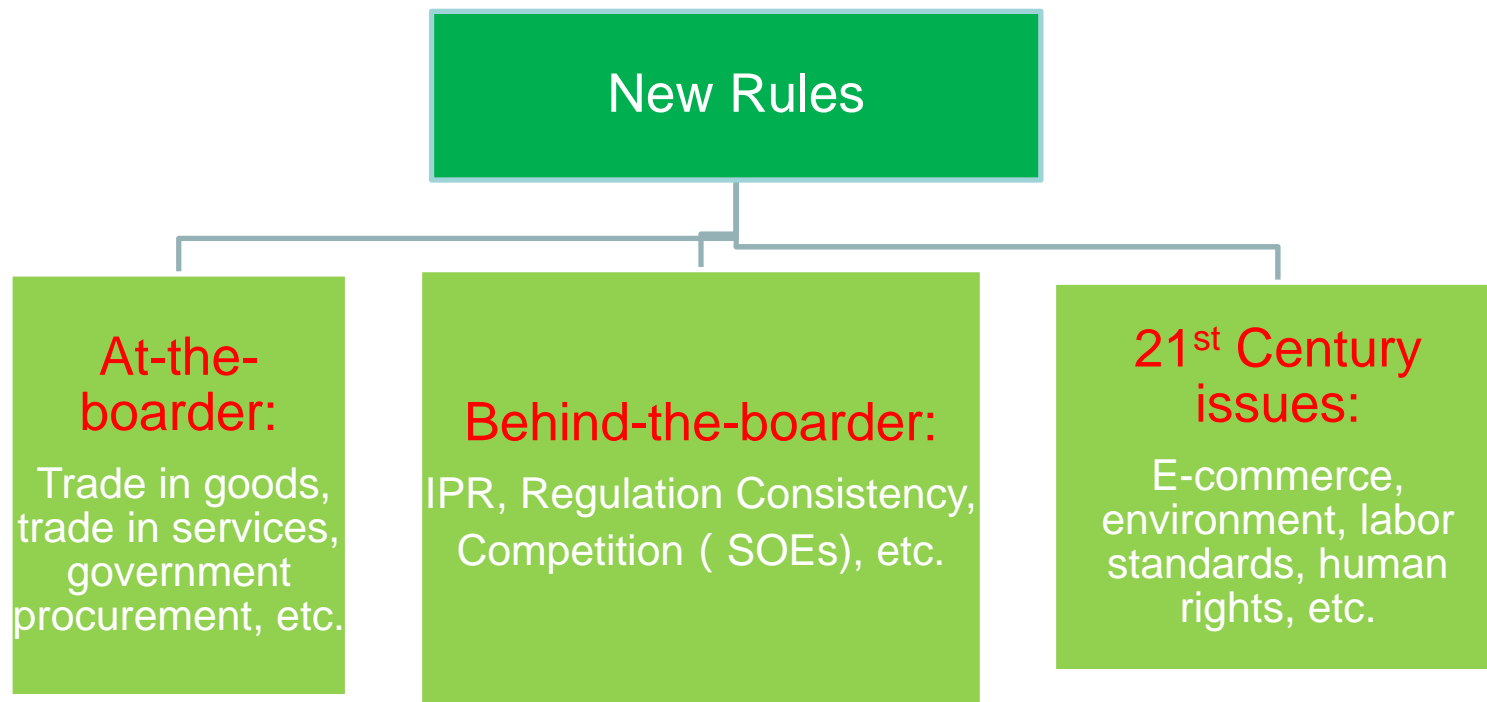 New Rules
At-the-
boarder:
Trade in goods,
trade in services,
government
procurement, etc.
Behind-the-boarder:
IPR, Regulation Consistency,
Competition ( SOEs), etc.
21st Century
issues:
E-commerce,
environment, labor
standards, human
rights, etc.